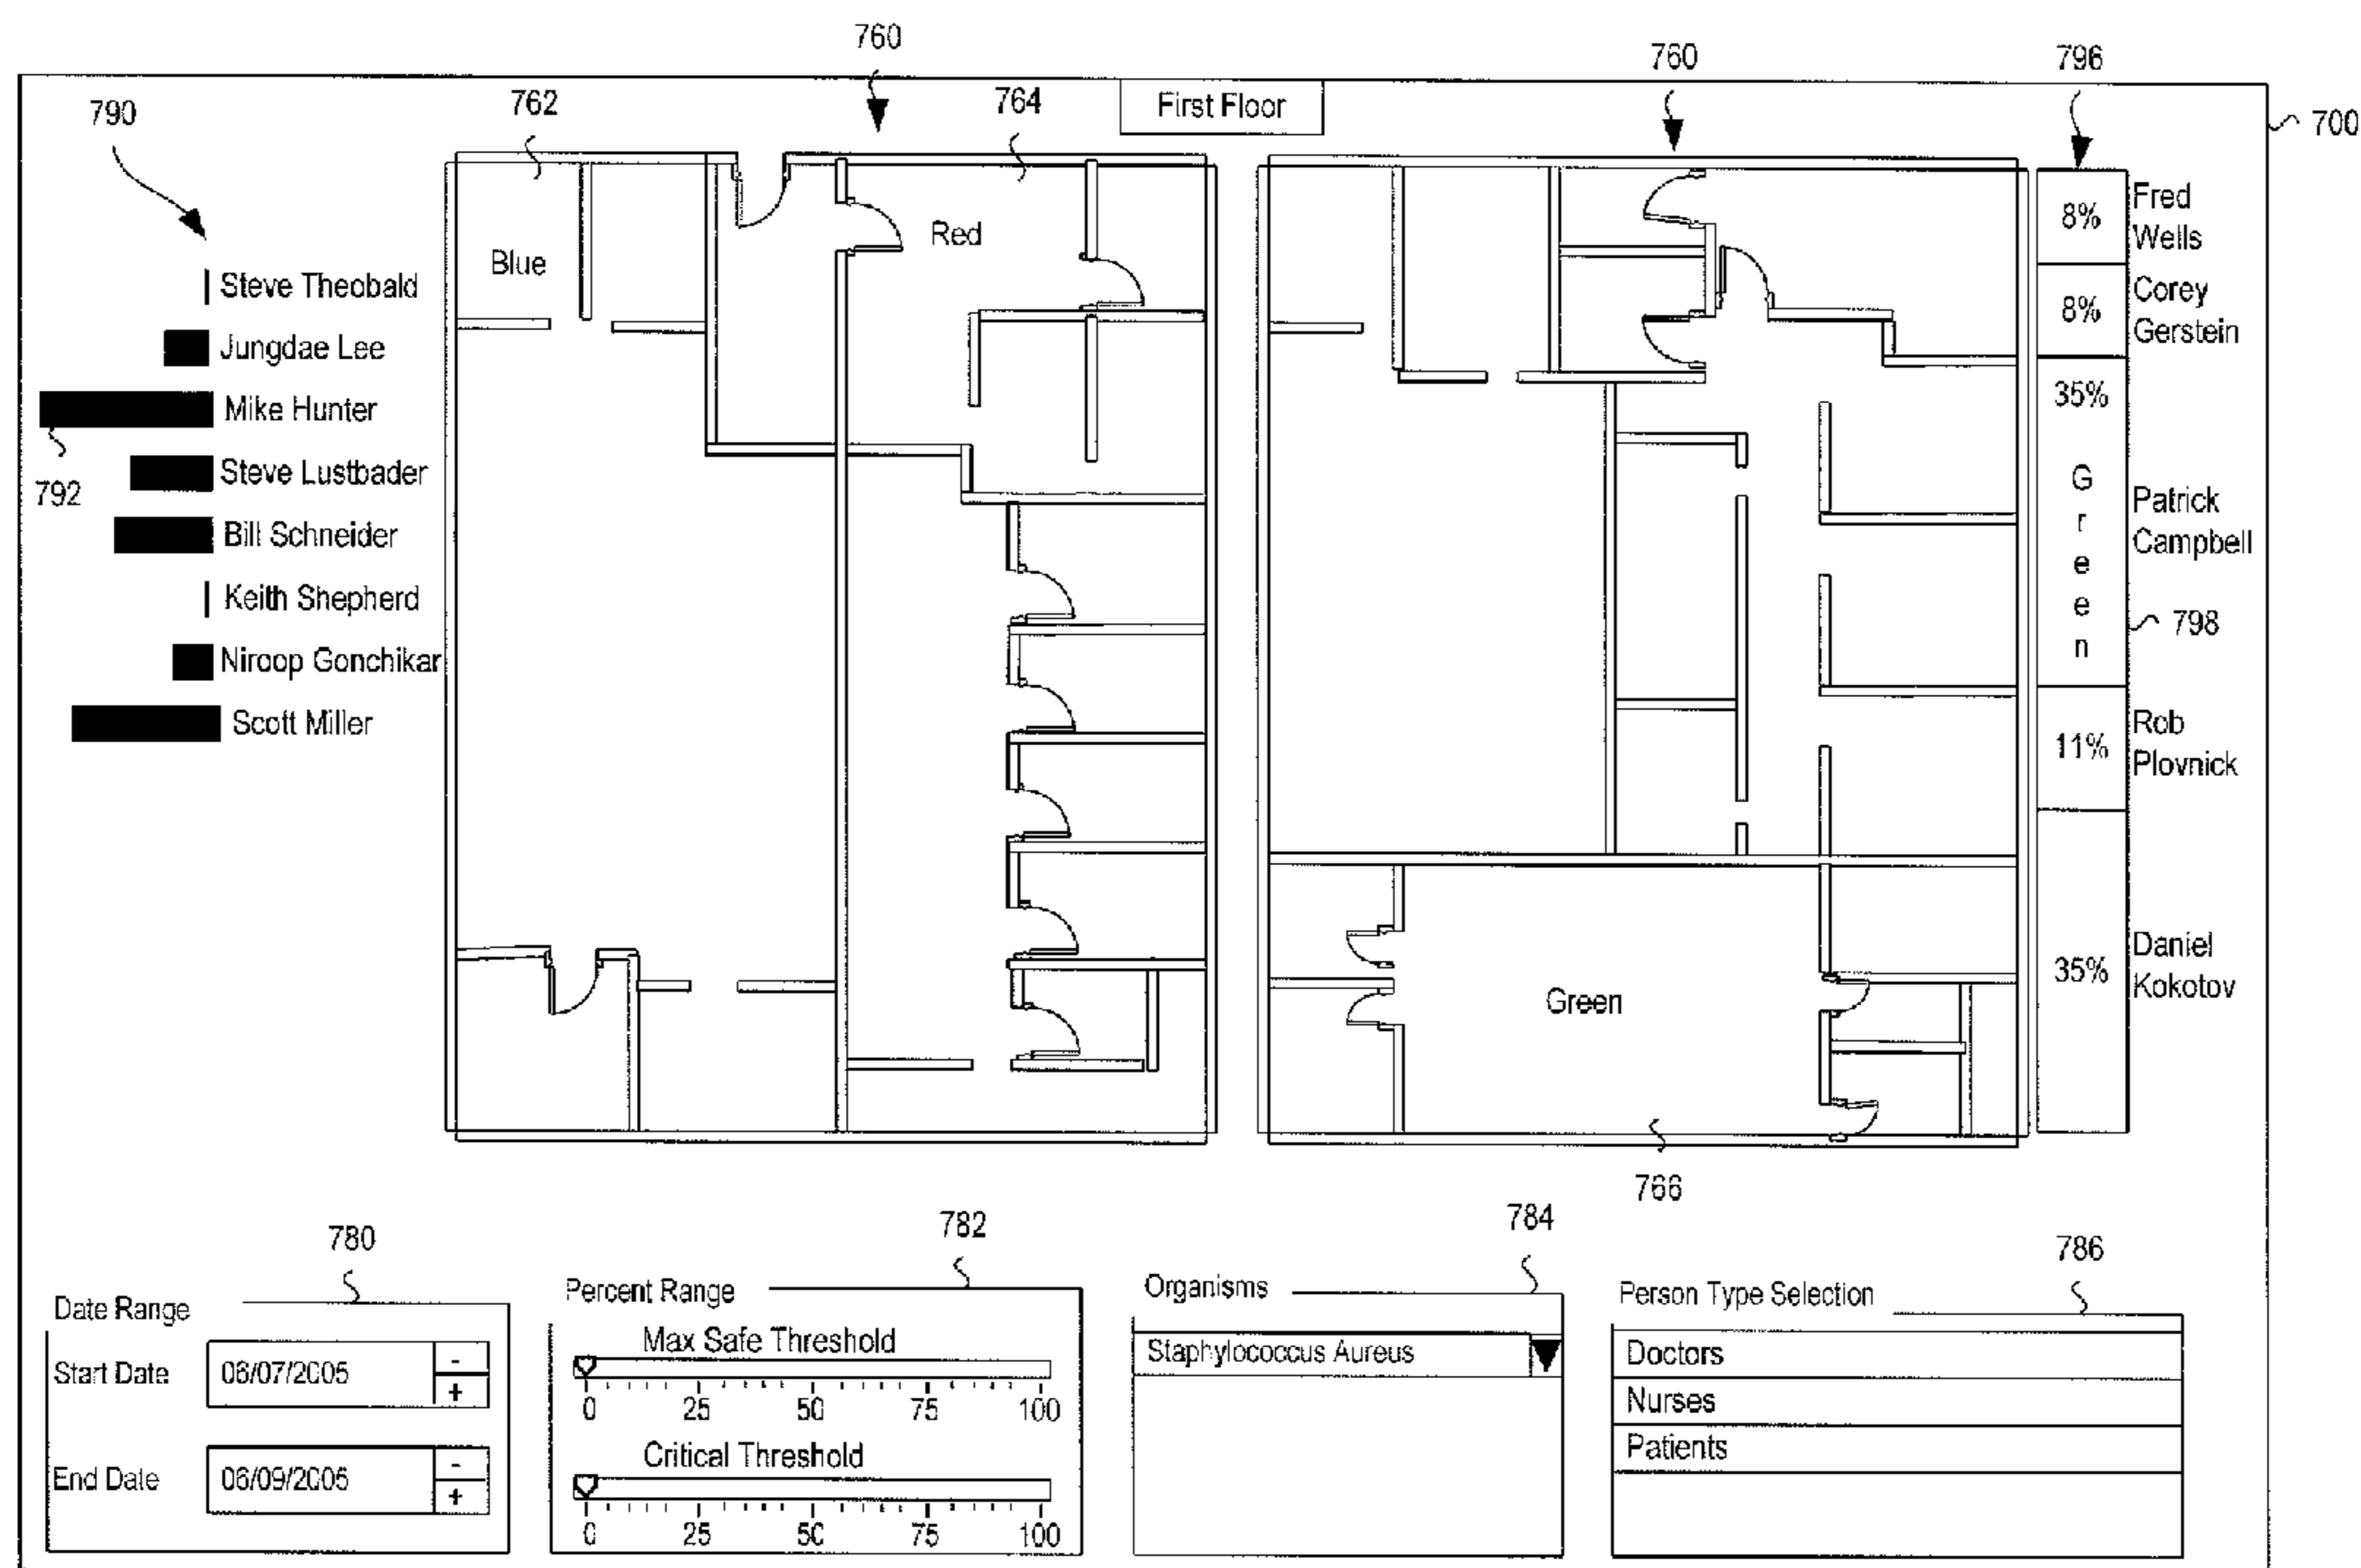 760
760
796
790
762
764
First Floor
700
Blue
Red
8%
Fred
Wells
Steve Theobald
8%
Corey
Gerstein
Jungdae Lee
Mike Hunter
35%
792
Steve Lustbader
G
r
e
e
n
Patrick
Campbell
Bill Schneider
Keith Shepherd
798
Niroop Gonchikar
Scott Miller
11%
Rob
Plovnick
Green
35%
Daniel
Kokotov
766
780
782
784
786
Date Range
Start Date
06/07/2005
-
+
End Date
06/09/2005
-
+
Percent Range
Max Safe Threshold
0 25 50 75 100
Critical Threshold
0 25 50 75 100
Organisms
Staphylococcus Aureus
Person Type Selection
Doctors
Nurses
Patients